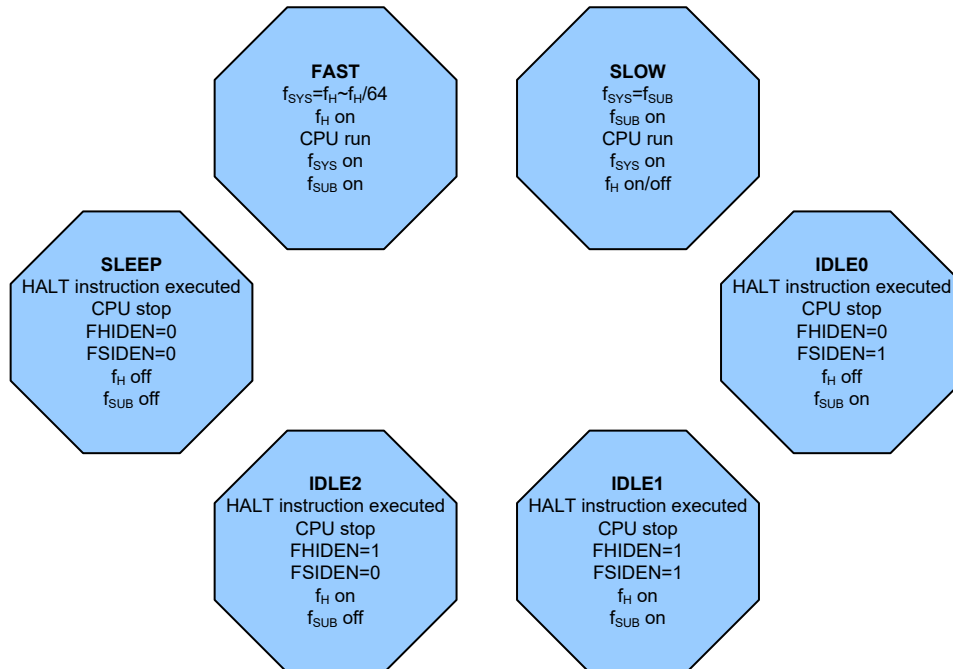 FAST
fSYS=fH~fH/64
fH on
CPU run
fSYS on
fSUB on
SLOW
fSYS=fSUB
fSUB on
CPU run
fSYS on
fH on/off
SLEEP
HALT instruction executed
CPU stop
FHIDEN=0
FSIDEN=0
fH off
fSUB off
IDLE0
HALT instruction executed
CPU stop
FHIDEN=0
FSIDEN=1
fH off
fSUB on
IDLE2
HALT instruction executed
CPU stop
FHIDEN=1
FSIDEN=0
fH on
fSUB off
IDLE1
HALT instruction executed
CPU stop
FHIDEN=1
FSIDEN=1
fH on
fSUB on